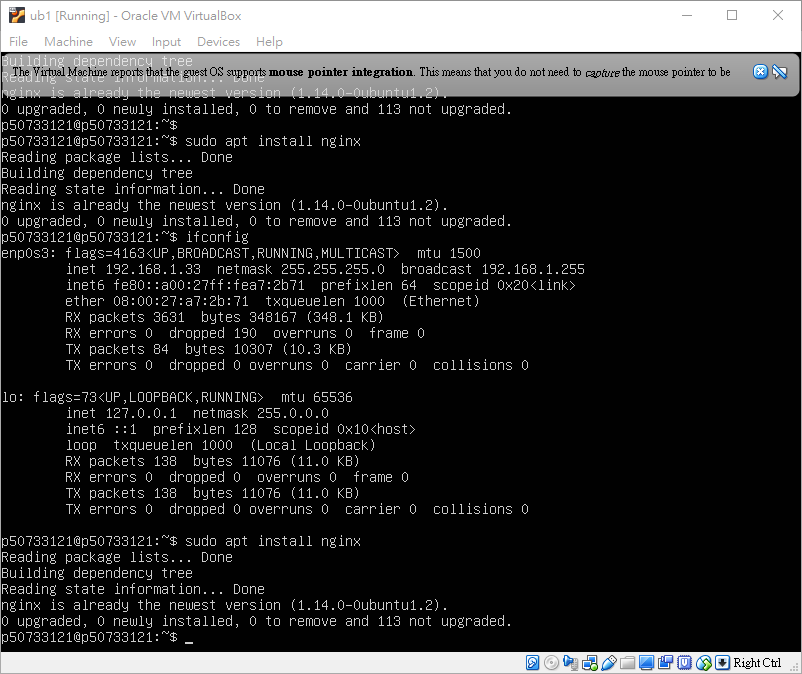 ub1 [Running] - Oracle VM VirtualBox
File Machine View Input Devices Help
Building dependency tree
The Virtual Machine reports that the guest OS supports mouse pointer integration. This means that you do not need to capture the mouse pointer to be
Reading state information... Done
nginx is already the newest version (1.14.0-0ubuntu1.2).
0 upgraded, 0 newly installed, 0 to remove and 113 not upgraded.
p50733121@p50733121:~$
p50733121@p50733121:~$ sudo apt install nginx
Reading package lists... Done
Building dependency tree
Reading state information... Done
nginx is already the newest version (1.14.0-0ubuntu1.2).
0 upgraded, 0 newly installed, 0 to remove and 113 not upgraded.
p50733121@p50733121:~$ ifconfig
enp0s3: flags=4163<UP,BROADCAST,RUNNING,MULTICAST>  mtu 1500
        inet 192.168.1.33  netmask 255.255.255.0  broadcast 192.168.1.255
        inet6 fe80::a00:27ff:fea7:2b71  prefixlen 64  scopeid 0x20<link>
        ether 08:00:27:a7:2b:71  txqueuelen 1000  (Ethernet)
        RX packets 3631  bytes 348167 (348.1 KB)
        RX errors 0  dropped 190  overruns 0  frame 0
        TX packets 84  bytes 10307 (10.3 KB)
        TX errors 0  dropped 0 overruns 0  carrier 0  collisions 0
lo: flags=73<UP,LOOPBACK,RUNNING>  mtu 65536
        inet 127.0.0.1  netmask 255.0.0.0
        inet6 ::1  prefixlen 128  scopeid 0x10<host>
        loop  txqueuelen 1000  (Local Loopback)
        RX packets 138  bytes 11076 (11.0 KB)
        RX errors 0  dropped 0  overruns 0  frame 0
        TX packets 138  bytes 11076 (11.0 KB)
        TX errors 0  dropped 0 overruns 0  carrier 0  collisions 0
p50733121@p50733121:~$ sudo apt install nginx
Reading package lists... Done
Building dependency tree
Reading state information... Done
nginx is already the newest version (1.14.0-0ubuntu1.2).
0 upgraded, 0 newly installed, 0 to remove and 113 not upgraded.
p50733121@p50733121:~$ _
Right Ctrl